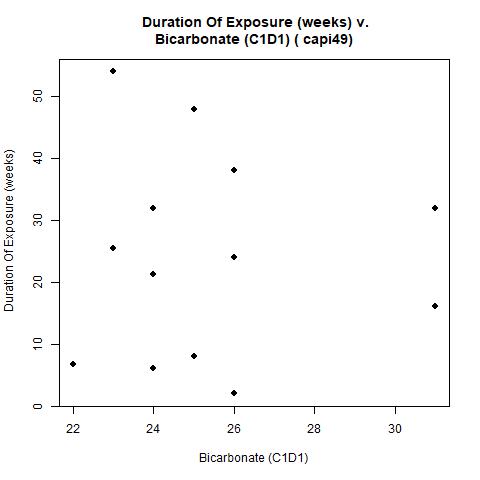 Duration Of Exposure (weeks) v.
Bicarbonate (C1D1) ( capi49)
Duration Of Exposure (weeks)
50
40
30
20
10
0
22 24 26 28 30
Bicarbonate (C1D1)